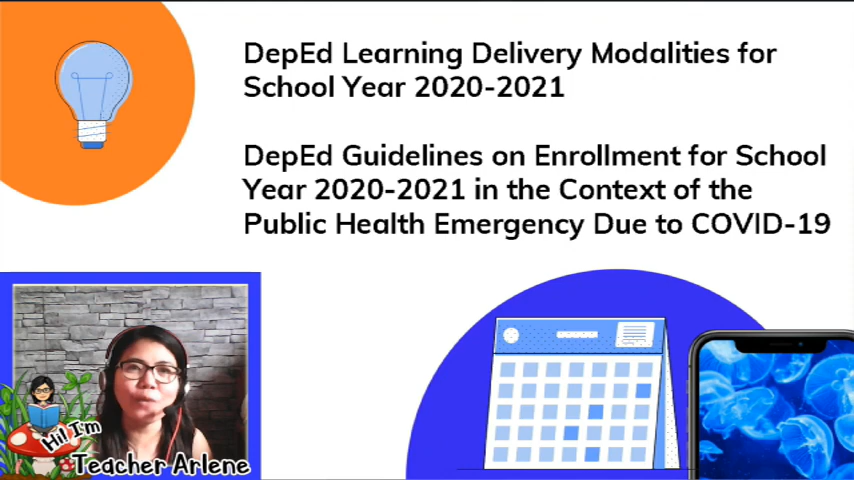 DepEd Learning Delivery Modalities for
School Year 2020-2021
DepEd Guidelines on Enrollment for School
Year 2020-2021 in the Context of the
Public Health Emergency Due to COVID-19
Hi! I'm
Teacher Arlene